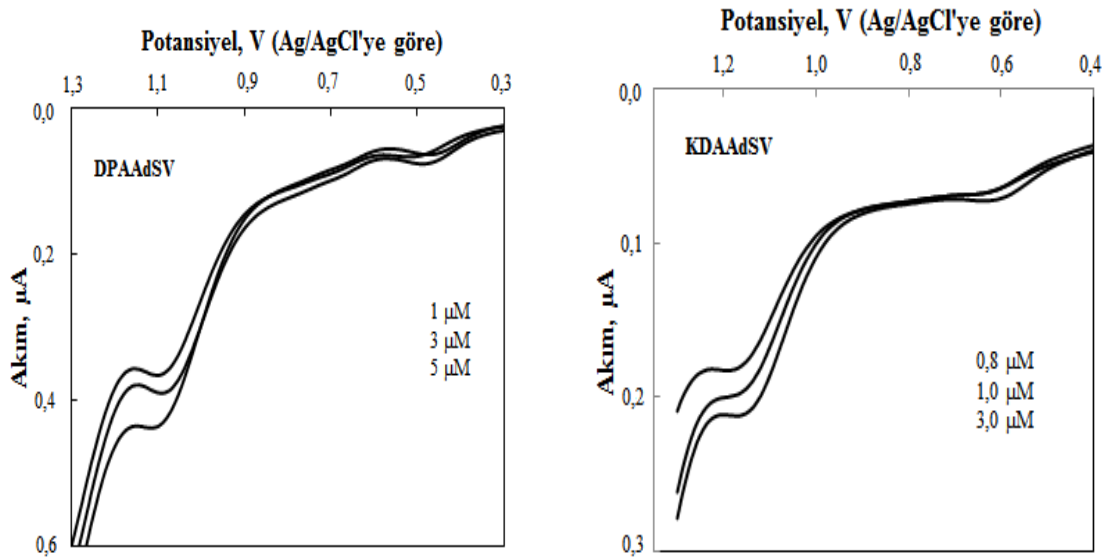 Potansiyel, V (Ag/AgCl'ye göre)
1,3 1,1 0,9 0,7 0,5 0,3
0,0
0,2
0,4
0,6
Akım, µA
DPAAdSV
1 µM
3 µM
5 µM
Potansiyel, V (Ag/AgCl'ye göre)
1,2 1,0 0,8 0,6 0,4
0,0
0,1
0,2
0,3
Akım, µA
KDAAdSV
0,8 µM
1,0 µM
3,0 µM